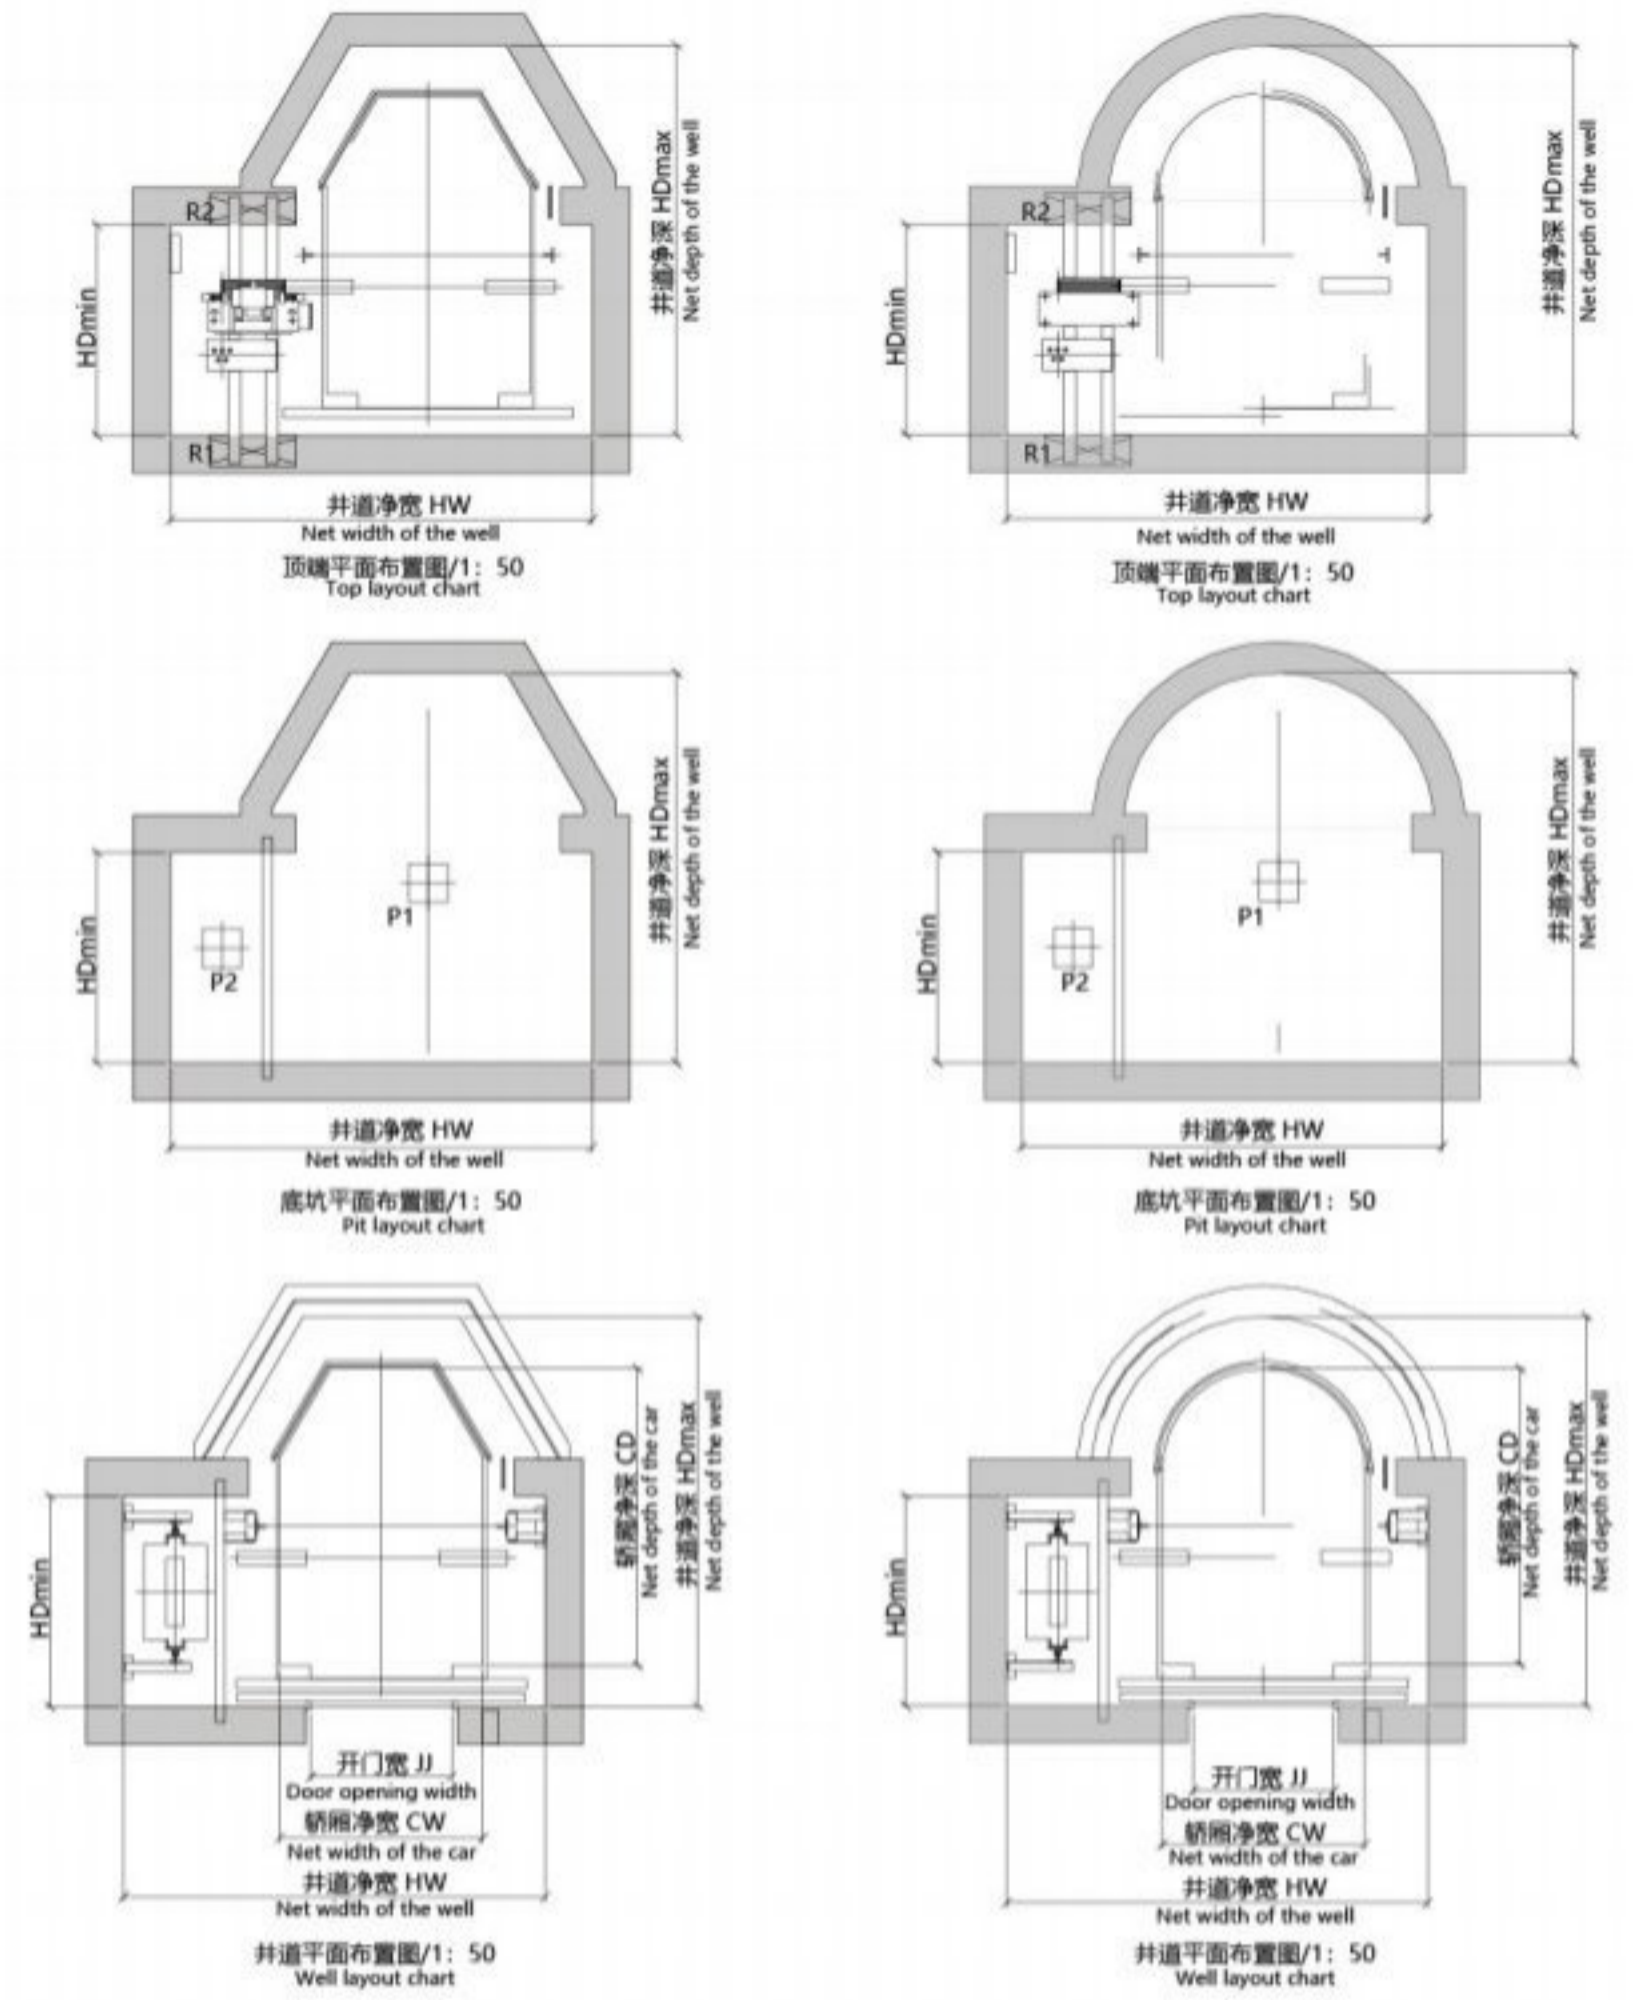 R2
HDmin
井道净深 HDmax
Net depth of the well
R1
井道净宽 HW
Net width of the well
顶端平面布置图/1：50
Top layout chart
R2
HDmin
井道净深 HDmax
Net depth of the well
R1
井道净宽 HW
Net width of the well
顶端平面布置图/1：50
Top layout chart
HDmin
P1
P2
井道净深 HDmax
Net depth of the well
井道净宽 HW
Net width of the well
底坑平面布置图/1：50
Pit layout chart
HDmin
P1
P2
井道净深 HDmax
Net depth of the well
井道净宽 HW
Net width of the well
底坑平面布置图/1：50
Pit layout chart
HDmin
轿厢净深 CD
Net depth of the car
井道净深 HDmax
Net depth of the well
开门宽 JJ
Door opening width
轿厢净宽 CW
Net width of the car
井道净宽 HW
Net width of the well
井道平面布置图/1：50
Well layout chart
HDmin
轿厢净深 CD
Net depth of the car
井道净深 HDmax
Net depth of the well
开门宽 JJ
Door opening width
轿厢净宽 CW
Net width of the car
井道净宽 HW
Net width of the well
井道平面布置图/1：50
Well layout chart